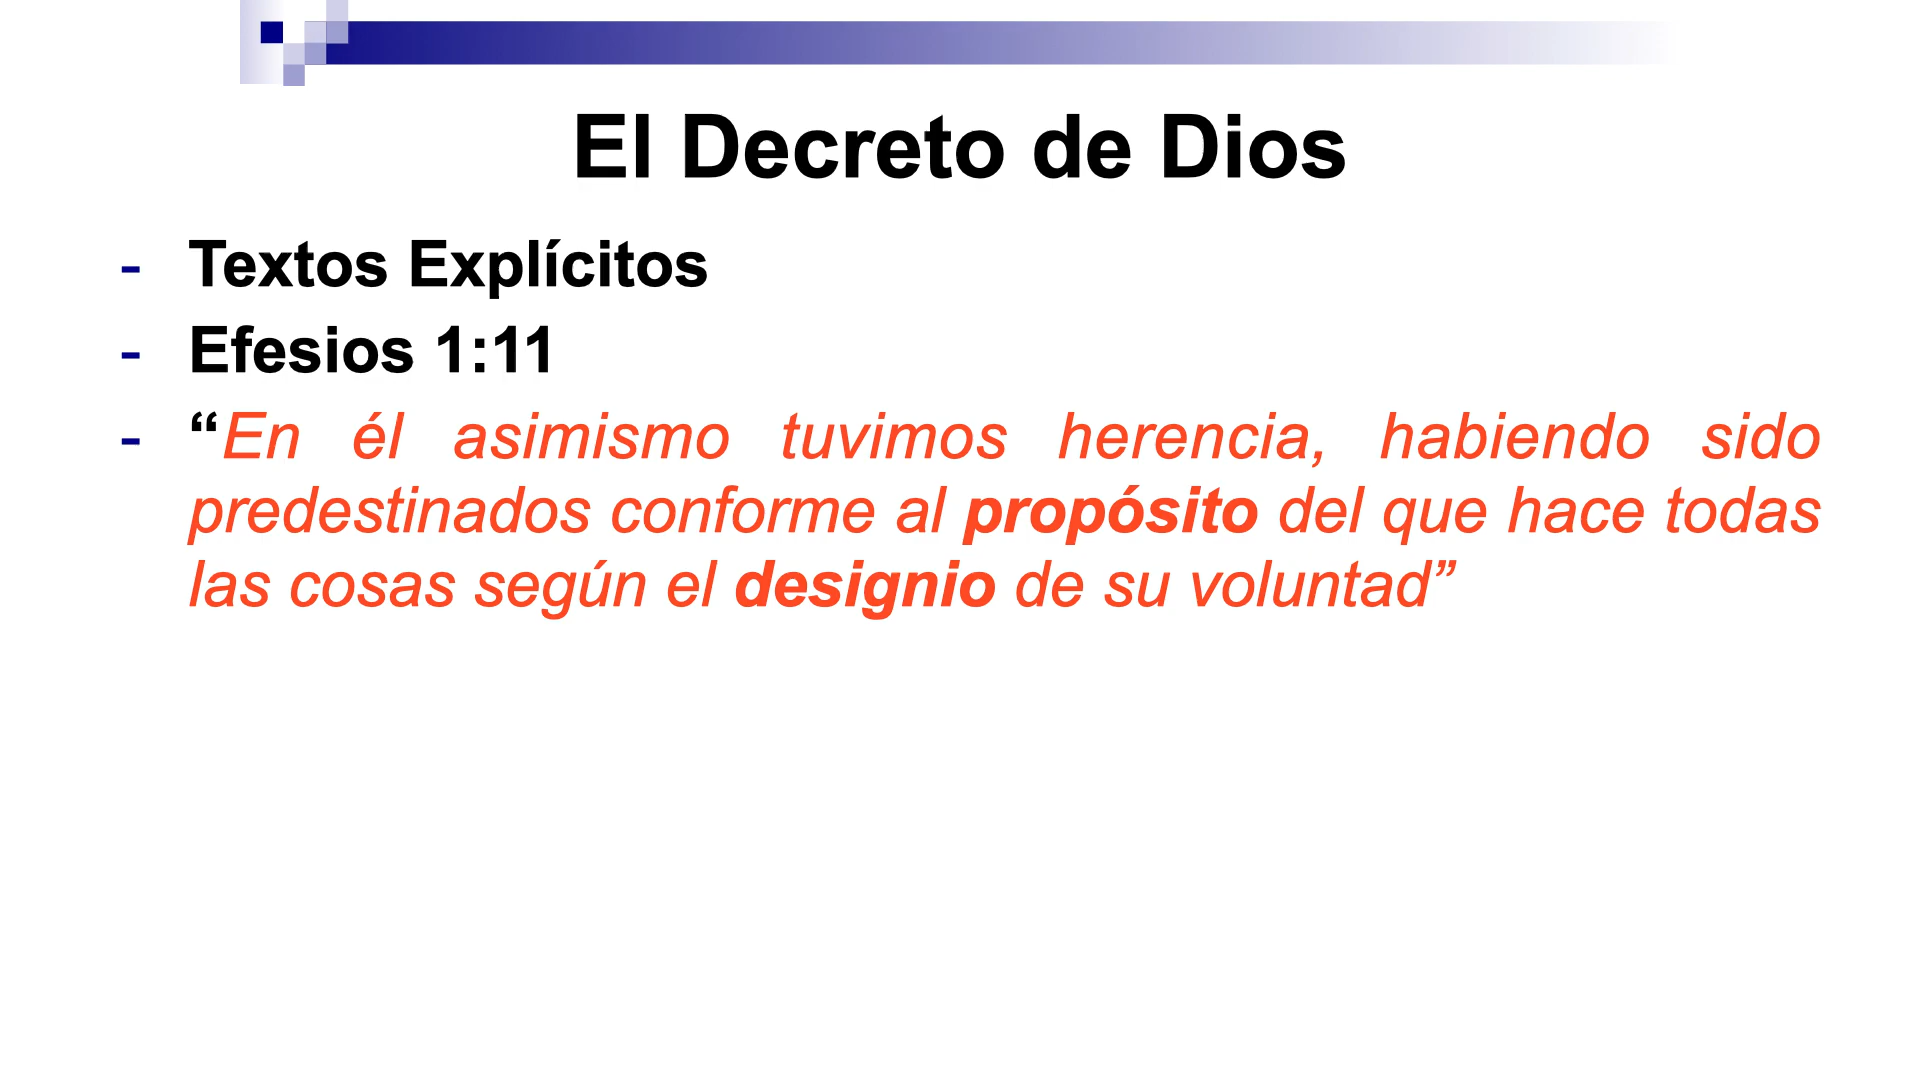 El Decreto de Dios
- Textos Explícitos
- Efesios 1:11
- “En él asimismo tuvimos herencia, habiendo sido
predestinados conforme al propósito del que hace todas
las cosas según el designio de su voluntad”